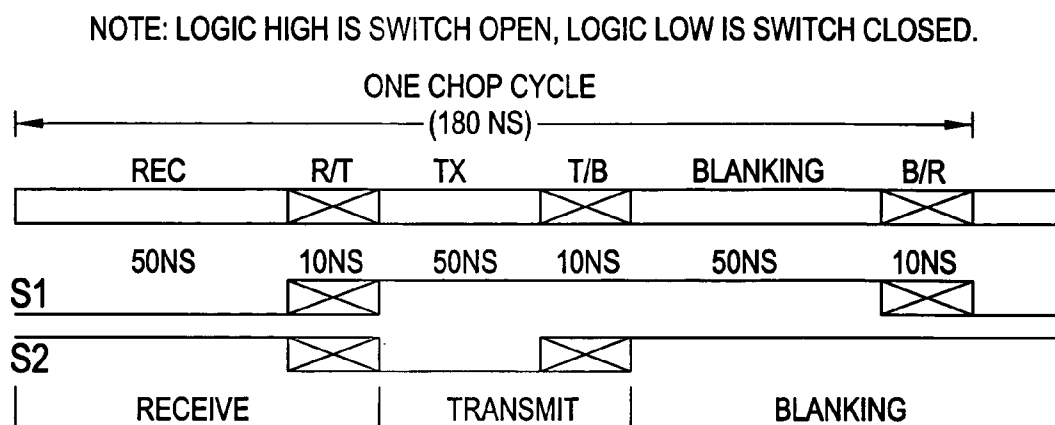 NOTE: LOGIC HIGH IS SWITCH OPEN, LOGIC LOW IS SWITCH CLOSED.
ONE CHOP CYCLE
(180 NS)
REC R/T TX T/B BLANKING B/R
50NS 10NS 50NS 10NS 50NS 10NS
S1
S2
RECEIVE TRANSMIT BLANKING